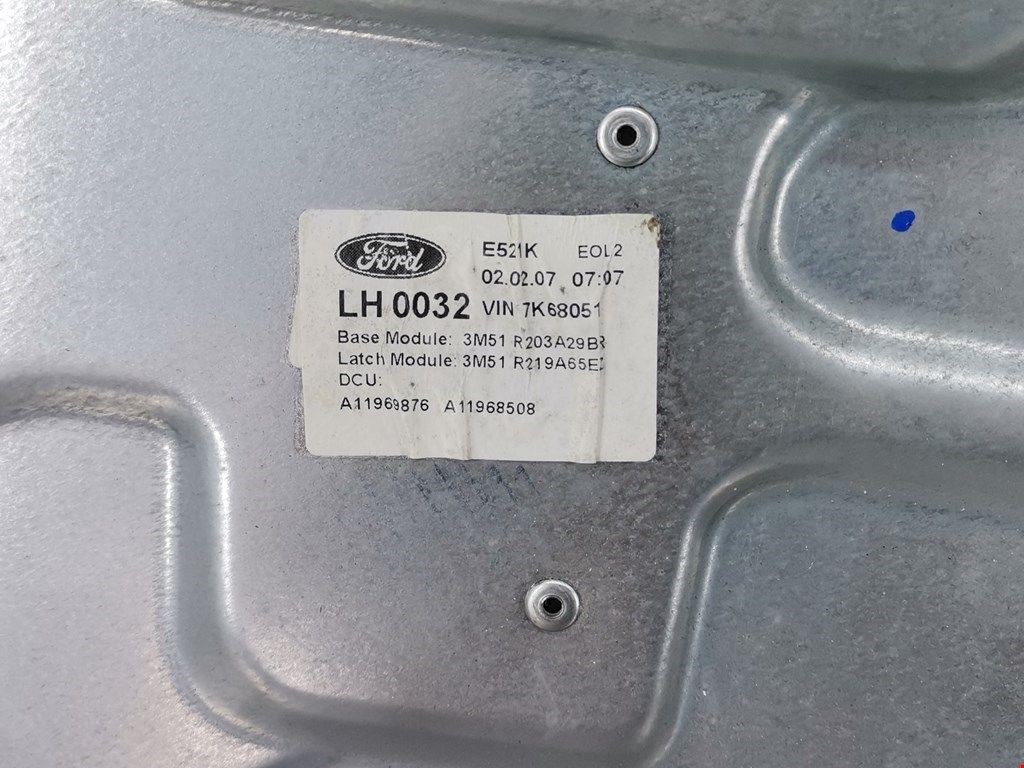 Ford
E521K EOL2
02.02.07 07:07
LH 0032 VIN 7K68051
Base Module: 3M51 R203A29BR
Latch Module: 3M51
DCU:
A11969876 A11968508